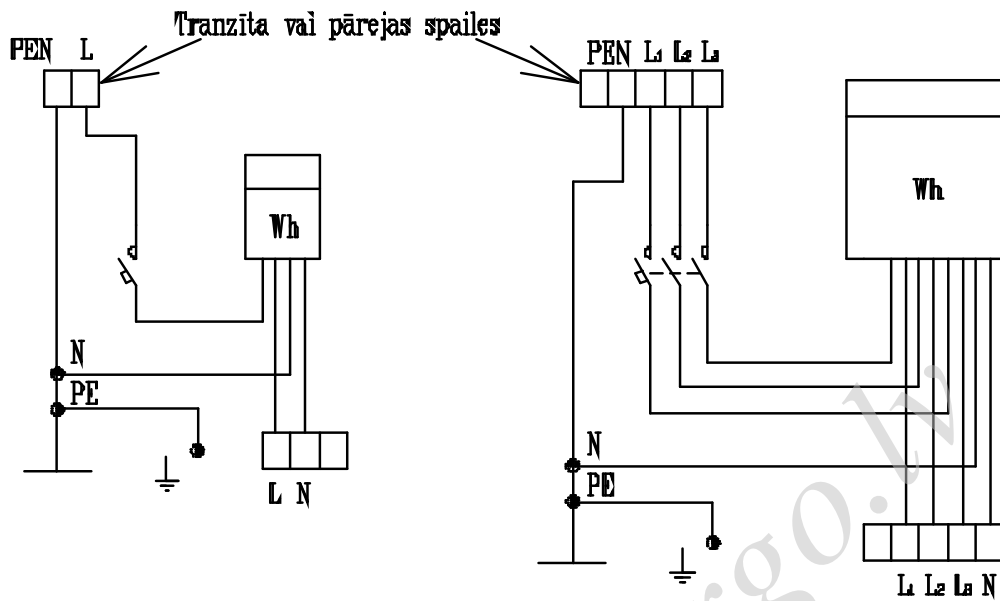 Tranzīta vai pārejas spailes
PEN L
PEN L1 L2 L3
Wh
Wh
N
PE
L N
N
PE
L1 L2 L3 N